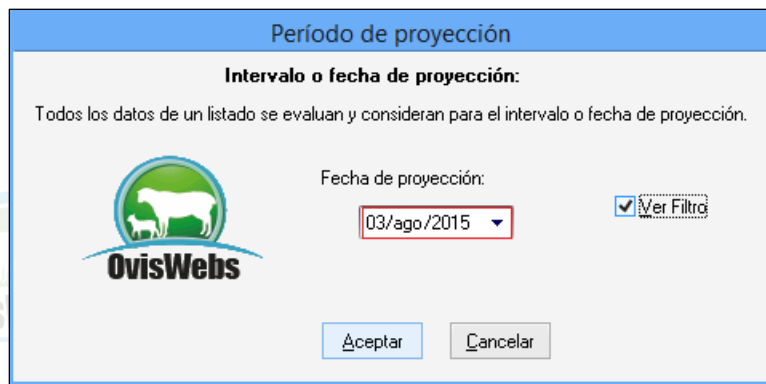 Período de proyección
Intervalo o fecha de proyección:
Todos los datos de un listado se evaluan y consideran para el intervalo o fecha de proyección.
Fecha de proyección:
03/ago/2015
Ver Filtro
OvisWebs
Aceptar
Cancelar